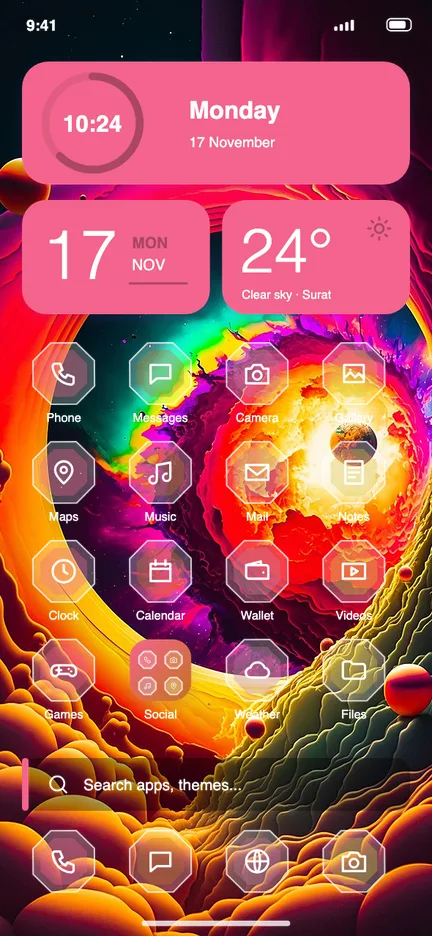 9:41
10:24
Monday
17 November
17
MON
NOV
24°
Clear sky · Surat
Phone
Messages
Camera
Gallery
Maps
Music
Mail
Notes
Clock
Calendar
Wallet
Videos
Games
Social
Weather
Files
Search apps, themes...